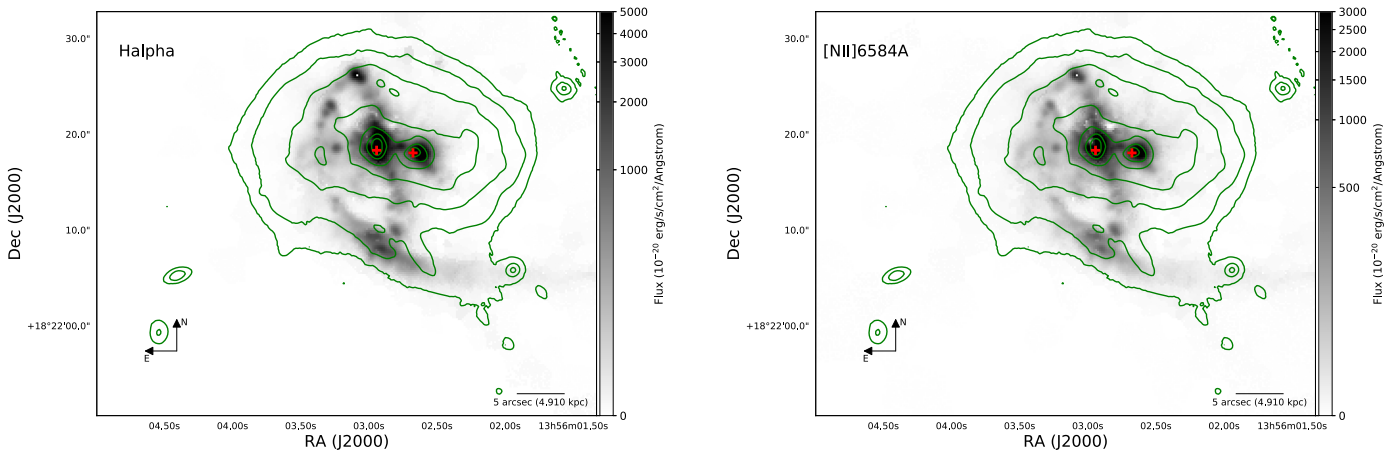 Halpha
30.0"
20.0"
10.0"
+18°22'00.0"
Dec (J2000)
N
E
5 arcsec (4.910 kpc)
04.50s 04.00s 03.50s 03.00s 02.50s 02.00s 13h56m01.50s
RA (J2000)
5000
4000
3000
2000
1000
0
Flux (10⁻²⁰ erg/s/cm²/Angstrom)
[NII]6584A
30.0"
20.0"
10.0"
+18°22'00.0"
Dec (J2000)
N
E
5 arcsec (4.910 kpc)
04.50s 04.00s 03.50s 03.00s 02.50s 02.00s 13h56m01.50s
RA (J2000)
3000
2500
2000
1500
1000
500
0
Flux (10⁻²⁰ erg/s/cm²/Angstrom)